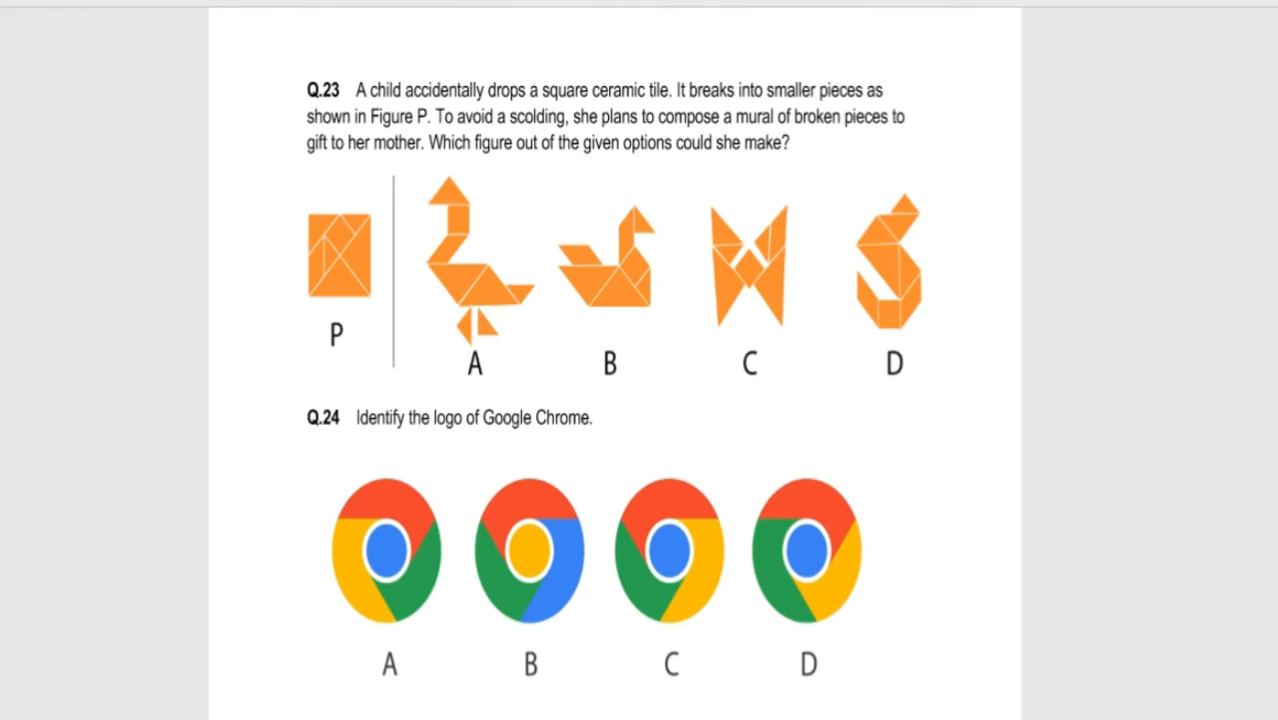 Q.23 A child accidentally drops a square ceramic tile. It breaks into smaller pieces as
shown in Figure P. To avoid a scolding, she plans to compose a mural of broken pieces to
gift to her mother. Which figure out of the given options could she make?
P
A B C D
Q.24 Identify the logo of Google Chrome.
A B C D